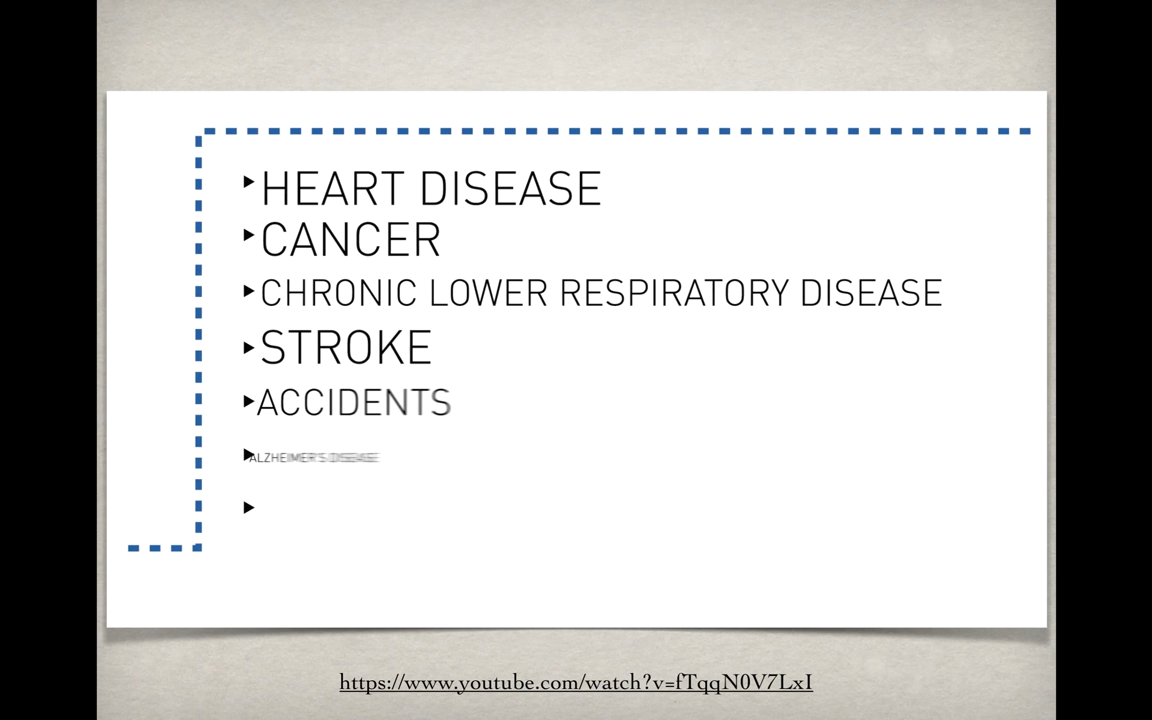 HEART DISEASE
CANCER
CHRONIC LOWER RESPIRATORY DISEASE
STROKE
ACCIDENTS
ALZHEIMER'S DISEASE
https://www.youtube.com/watch?v=fTqqN0V7LxI